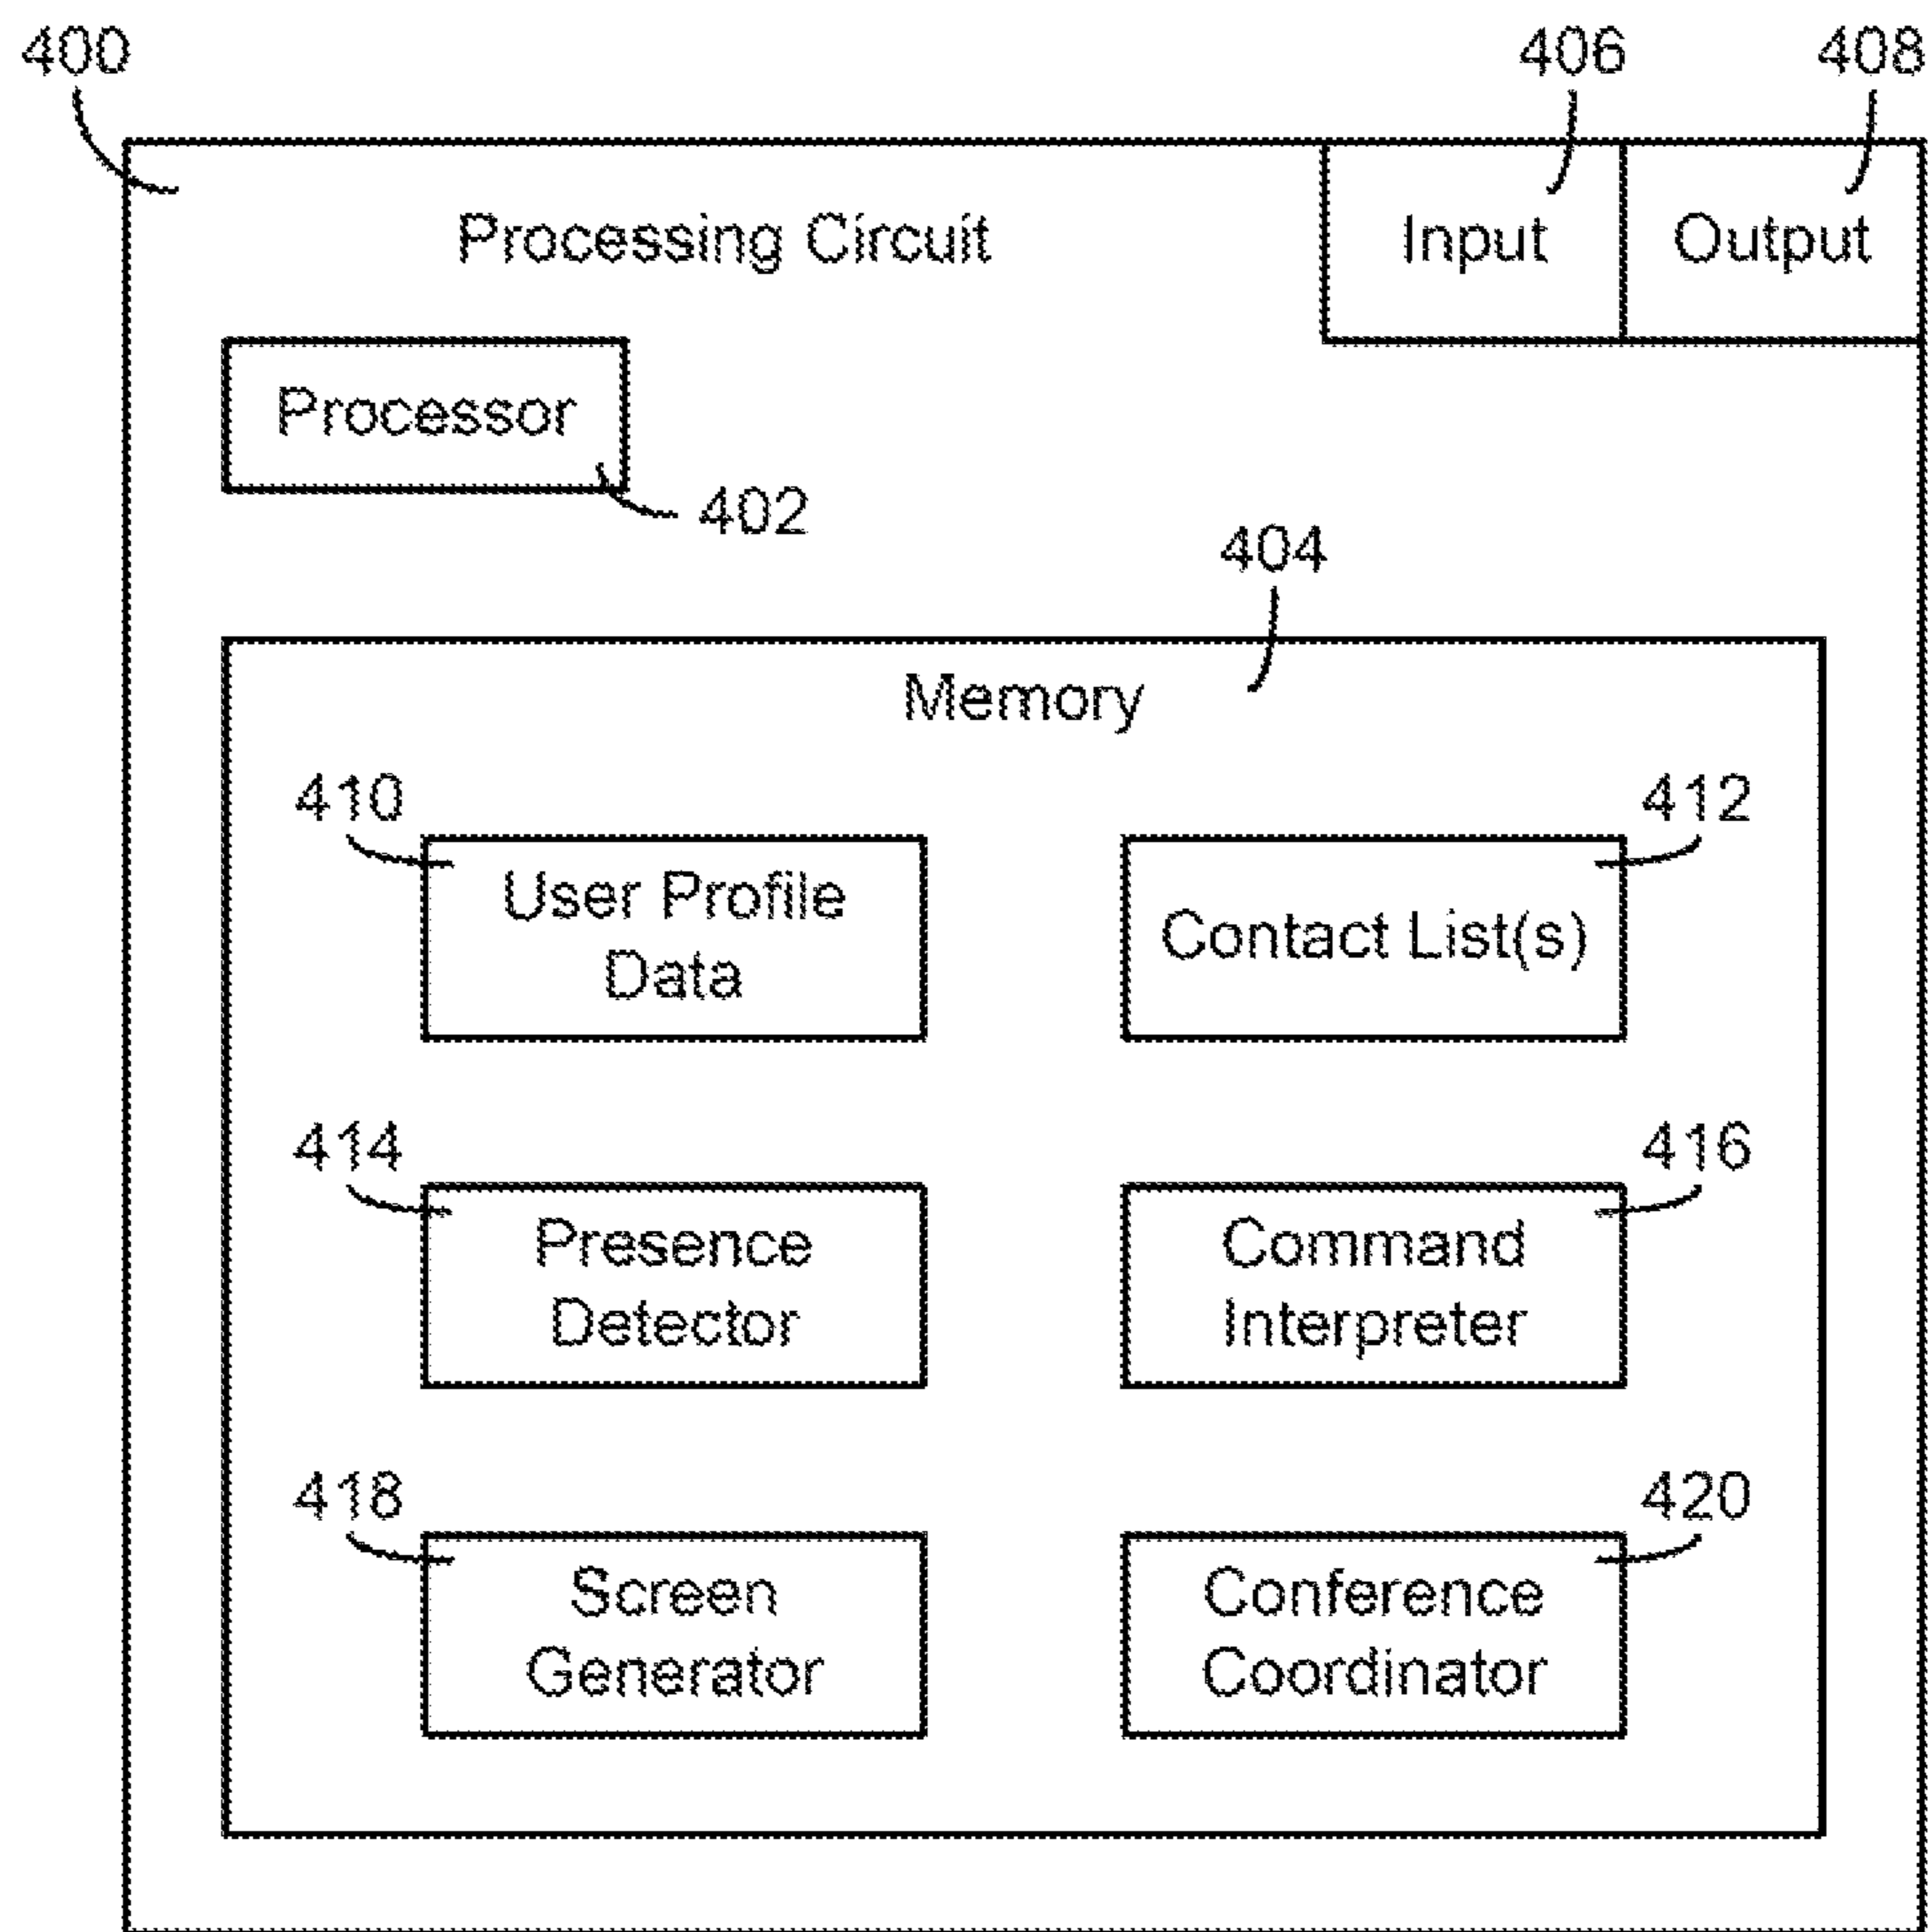 400
406
408
Processing Circuit
Input
Output
Processor
402
404
Memory
410
412
User Profile
Data
Contact List(s)
414
416
Presence
Detector
Command
Interpreter
418
420
Screen
Generator
Conference
Coordinator